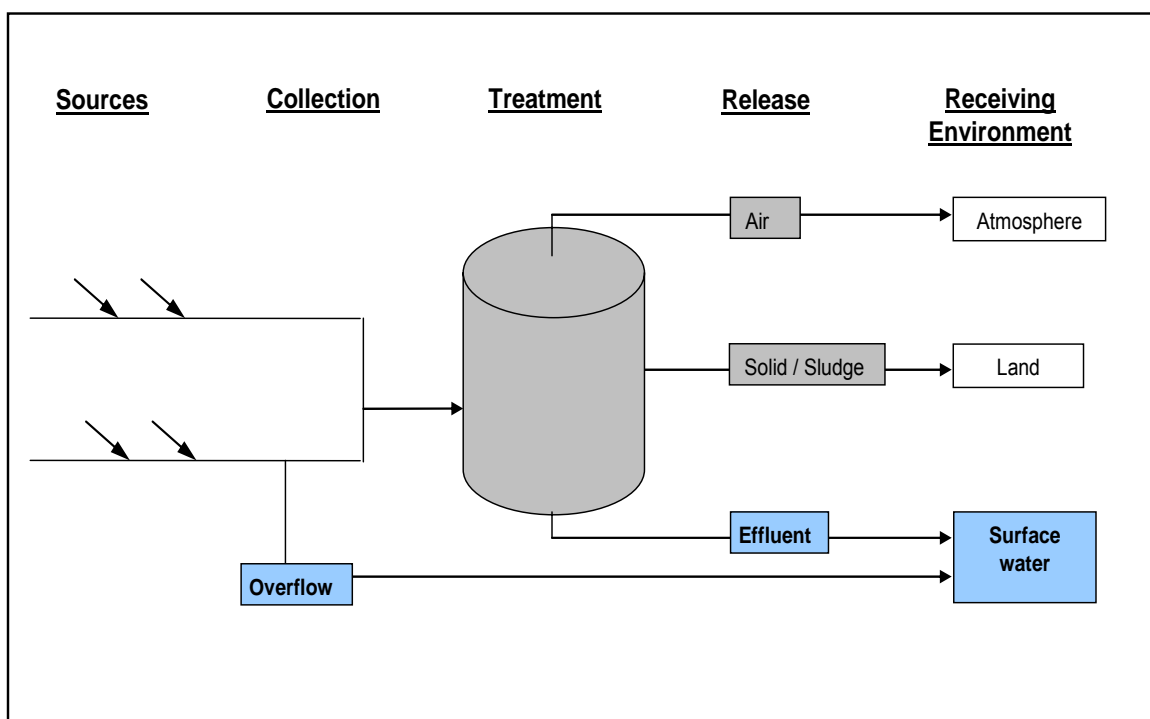 Sources
Collection
Treatment
Release
Receiving
Environment
Air
Atmosphere
Solid / Sludge
Land
Effluent
Surface
water
Overflow